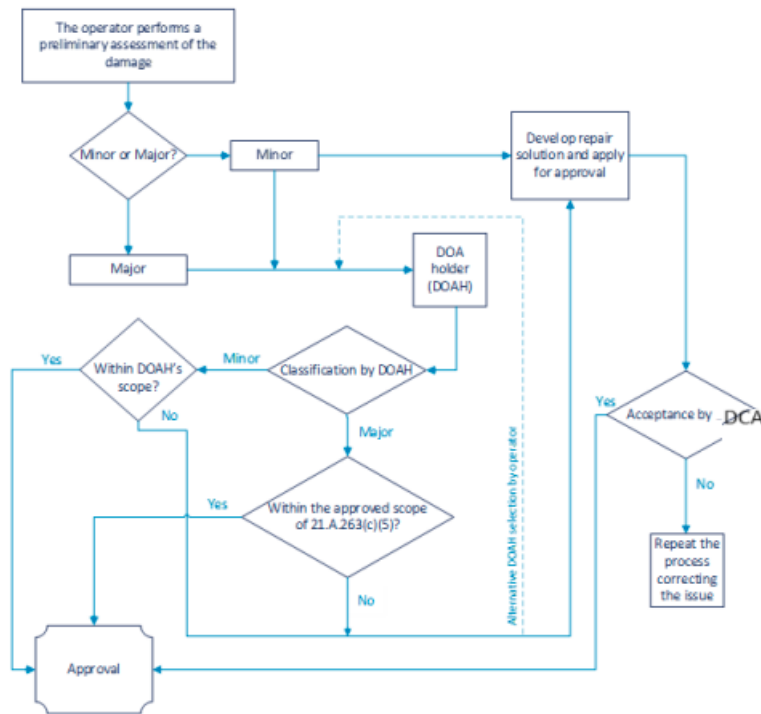 The operator performs a
preliminary assessment of the
damage
Minor or Major?
Minor
Develop repair
solution and apply
for approval
Major
DOA
holder
(DOAH)
Yes
Within DOAH's
scope?
Minor
Classification by DOAH
No
Major
Yes
Acceptance by DCA
No
Yes
Within the approved scope
of 21.A.263(c)(5)?
No
Alternative DOAH selection by operator
Repeat the
process
correcting
the issue
Approval